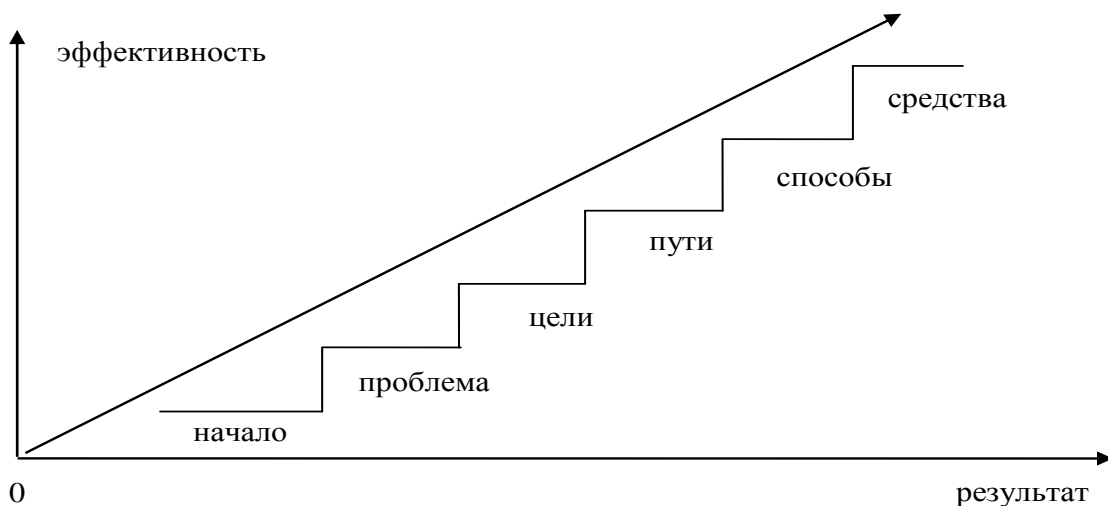 эффективность
средства
способы
пути
цели
проблема
начало
0
результат